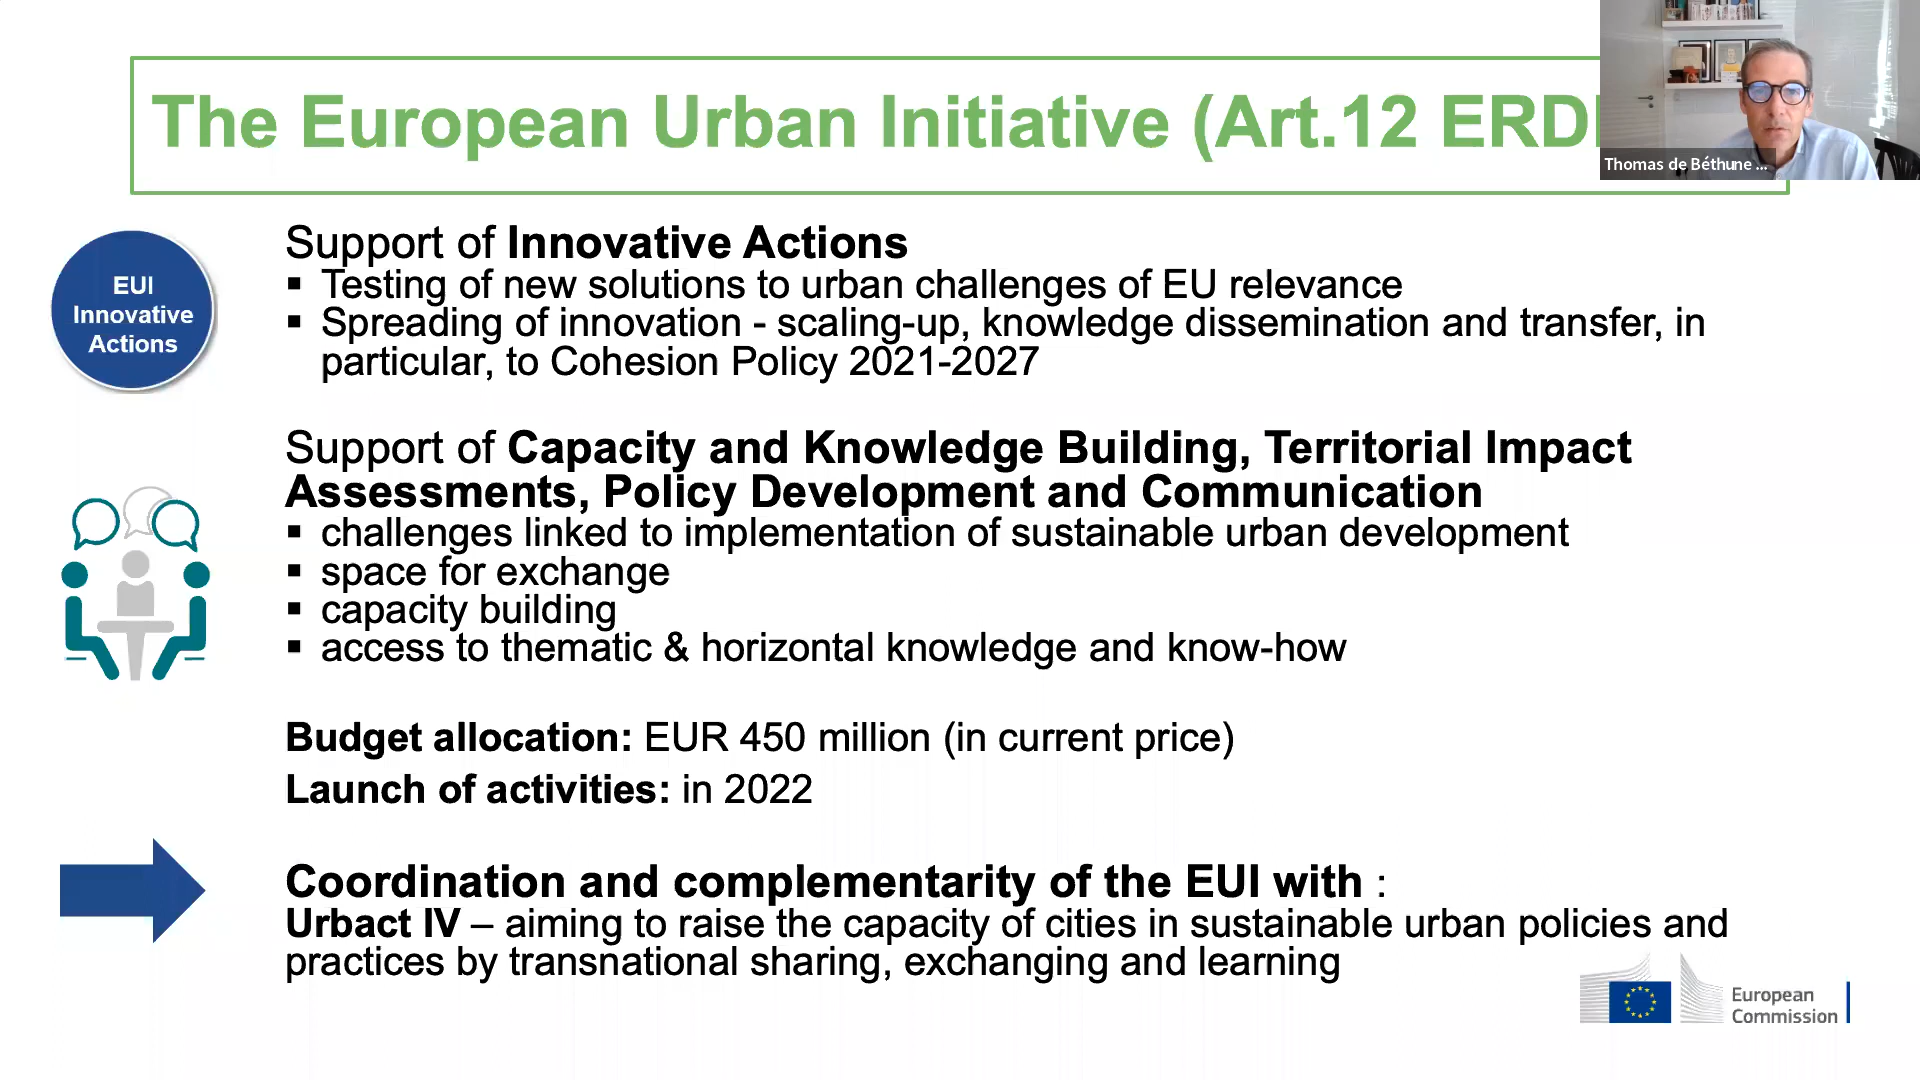 The European Urban Initiative (Art.12 ERD
Thomas de Béthune ...
EUI
Innovative
Actions
Support of Innovative Actions
▪ Testing of new solutions to urban challenges of EU relevance
▪ Spreading of innovation - scaling-up, knowledge dissemination and transfer, in
particular, to Cohesion Policy 2021-2027
Support of Capacity and Knowledge Building, Territorial Impact
Assessments, Policy Development and Communication
▪ challenges linked to implementation of sustainable urban development
▪ space for exchange
▪ capacity building
▪ access to thematic & horizontal knowledge and know-how
Budget allocation: EUR 450 million (in current price)
Launch of activities: in 2022
Coordination and complementarity of the EUI with :
Urbact IV – aiming to raise the capacity of cities in sustainable urban policies and
practices by transnational sharing, exchanging and learning
European
Commission